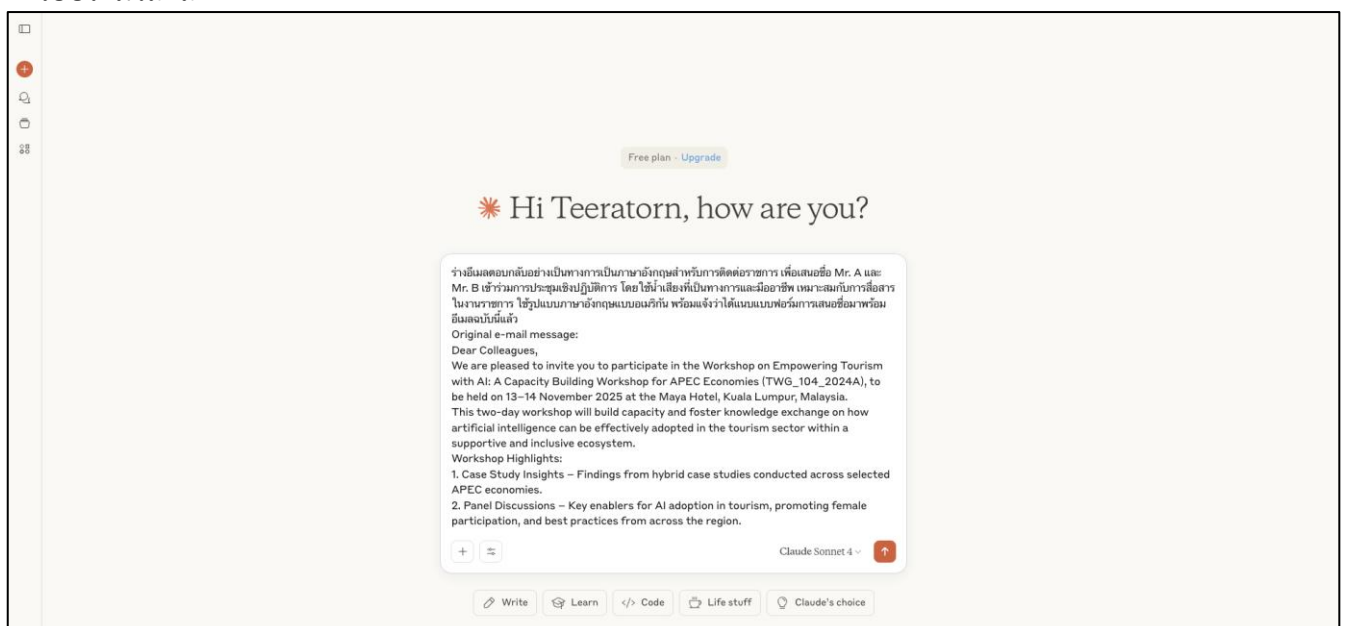 Free plan · Upgrade
Hi Teeratorn, how are you?
ร่างอีเมลตอบกลับอย่างเป็นทางการเป็นภาษาอังกฤษสำหรับการติดต่อราชการ เพื่อเสนอชื่อ Mr. A และ
Mr. B เข้าร่วมการประชุมเชิงปฏิบัติการ โดยใช้น้ำเสียงที่เป็นทางการและมืออาชีพ เหมาะสมกับการสื่อสาร
ในงานราชการ ใช้รูปแบบภาษาอังกฤษแบบอเมริกัน พร้อมแจ้งว่าได้แนบแบบฟอร์มการเสนอชื่อมาพร้อม
อีเมลฉบับนี้แล้ว
Original e-mail message:
Dear Colleagues,
We are pleased to invite you to participate in the Workshop on Empowering Tourism
with AI: A Capacity Building Workshop for APEC Economies (TWG_104_2024A), to
be held on 13–14 November 2025 at the Maya Hotel, Kuala Lumpur, Malaysia.
This two-day workshop will build capacity and foster knowledge exchange on how
artificial intelligence can be effectively adopted in the tourism sector within a
supportive and inclusive ecosystem.
Workshop Highlights:
1. Case Study Insights – Findings from hybrid case studies conducted across selected
APEC economies.
2. Panel Discussions – Key enablers for AI adoption in tourism, promoting female
participation, and best practices from across the region.
Claude Sonnet 4
Write
Learn
Code
Life stuff
Claude's choice